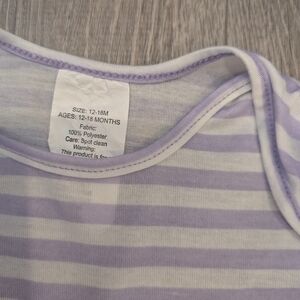 SIZE: 12-18M
AGES: 12-18 MONTHS
Fabric:
100% Polyester
Care: Spot clean
Warning:
This product is